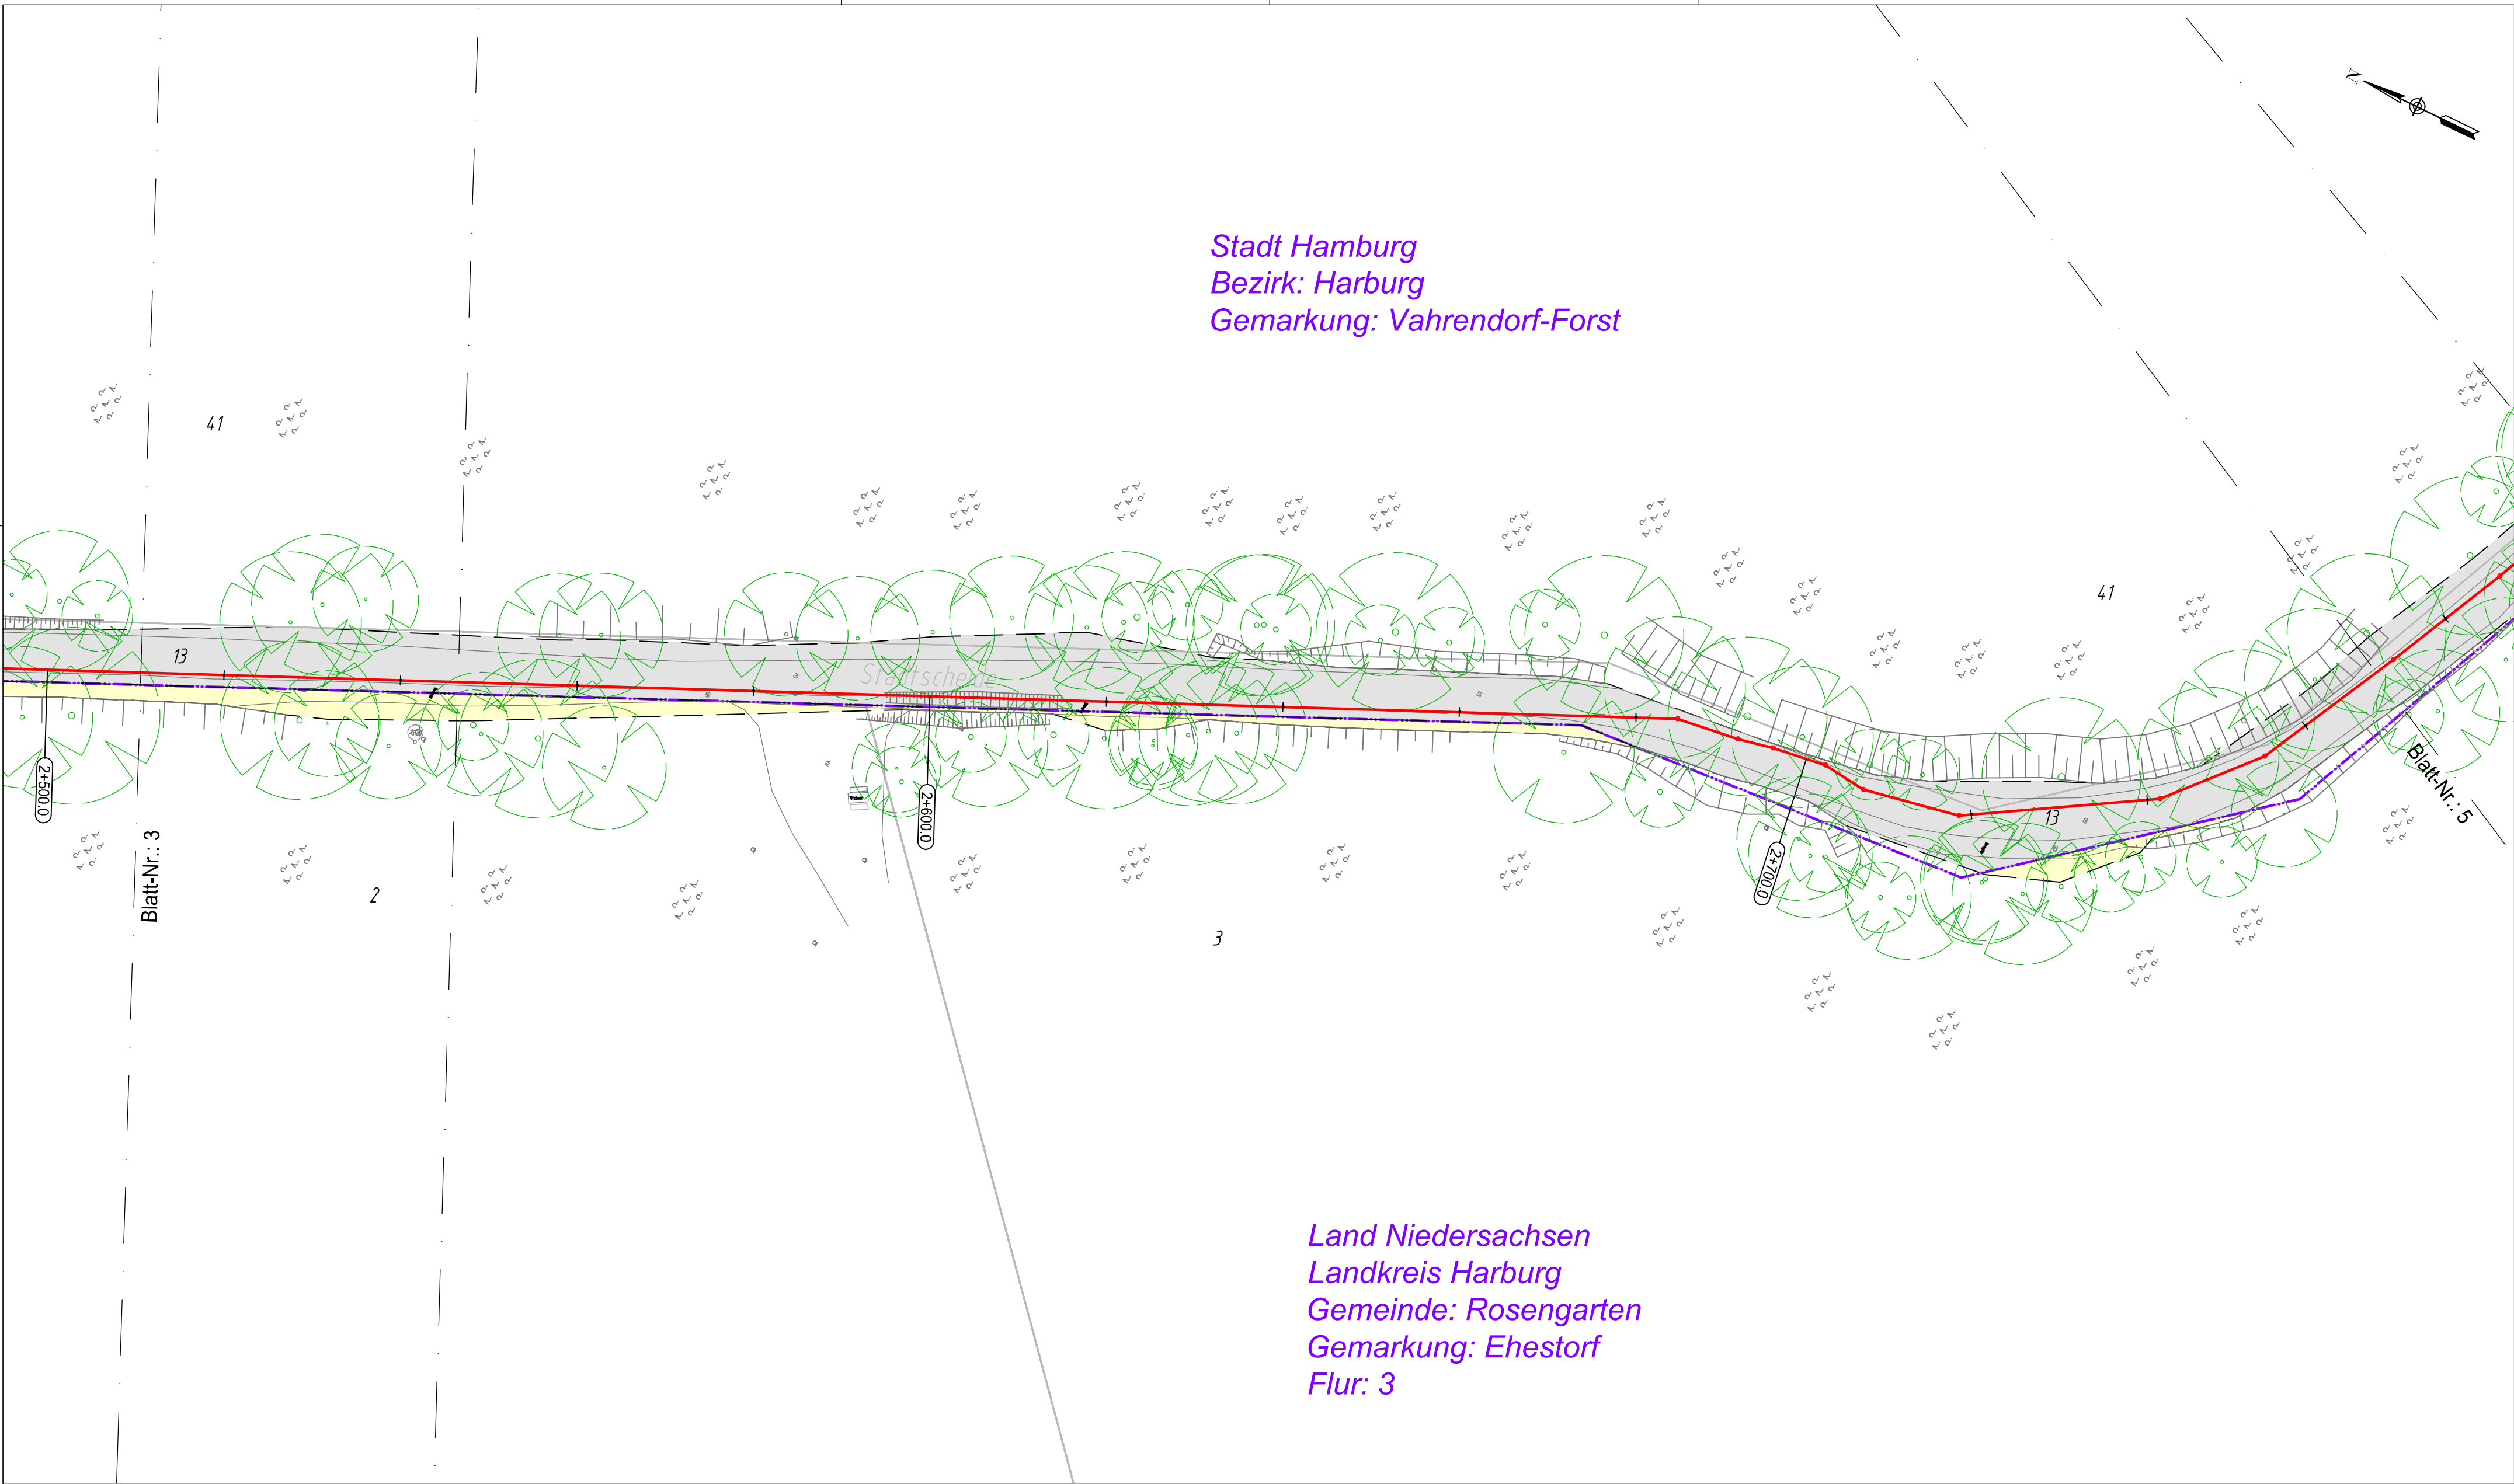 N
Stadt Hamburg
Bezirk: Harburg
Gemarkung: Vahrendorf-Forst
41
41
13
Stadtscheide
2+500.0
2+600.0
2+700.0
13
Blatt-Nr.: 5
Blatt-Nr.: 3
2
3
Land Niedersachsen
Landkreis Harburg
Gemeinde: Rosengarten
Gemarkung: Ehestorf
Flur: 3